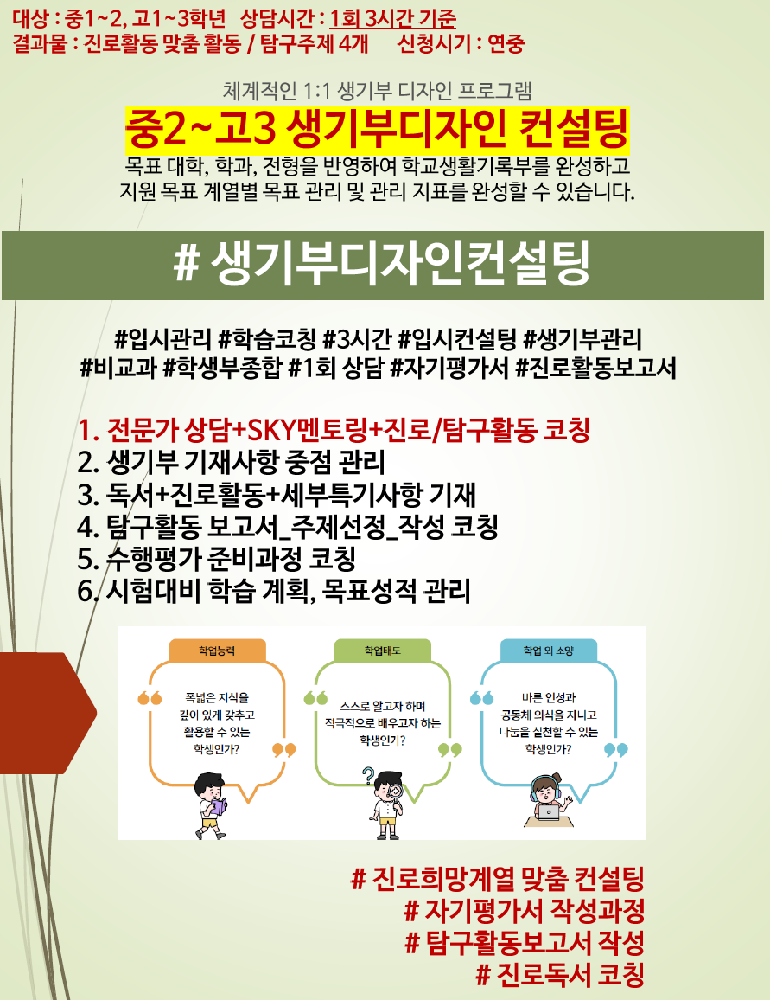 대상 : 중1~2, 고1~3학년 상담시간 : 1회 3시간 기준
결과물 : 진로활동 맞춤 활동 / 탐구주제 4개 신청시기 : 연중
체계적인 1:1 생기부 디자인 프로그램
중2~고3 생기부디자인 컨설팅
목표 대학, 학과, 전형을 반영하여 학교생활기록부를 완성하고
지원 목표 계열별 목표 관리 및 관리 지표를 완성할 수 있습니다.
# 생기부디자인컨설팅
#입시관리 #학습코칭 #3시간 #입시컨설팅 #생기부관리
#비교과 #학생부종합 #1회 상담 #자기평가서 #진로활동보고서
1. 전문가 상담+SKY멘토링+진로/탐구활동 코칭
2. 생기부 기재사항 중점 관리
3. 독서+진로활동+세부특기사항 기재
4. 탐구활동 보고서_주제선정_작성 코칭
5. 수행평가 준비과정 코칭
6. 시험대비 학습 계획, 목표성적 관리
학업능력
폭넓은 지식을
깊이 있게 갖추고
활용할 수 있는
학생인가?
학업태도
스스로 알고자 하며
적극적으로 배우고자 하는
학생인가?
학업 외 소양
바른 인성과
공동체 의식을 지니고
나눔을 실천할 수 있는
학생인가?
# 진로희망계열 맞춤 컨설팅
# 자기평가서 작성과정
# 탐구활동보고서 작성
# 진로독서 코칭